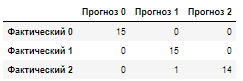 Прогноз 0 Прогноз 1 Прогноз 2
Фактический 0 15 0 0
Фактический 1 0 15 0
Фактический 2 0 1 14